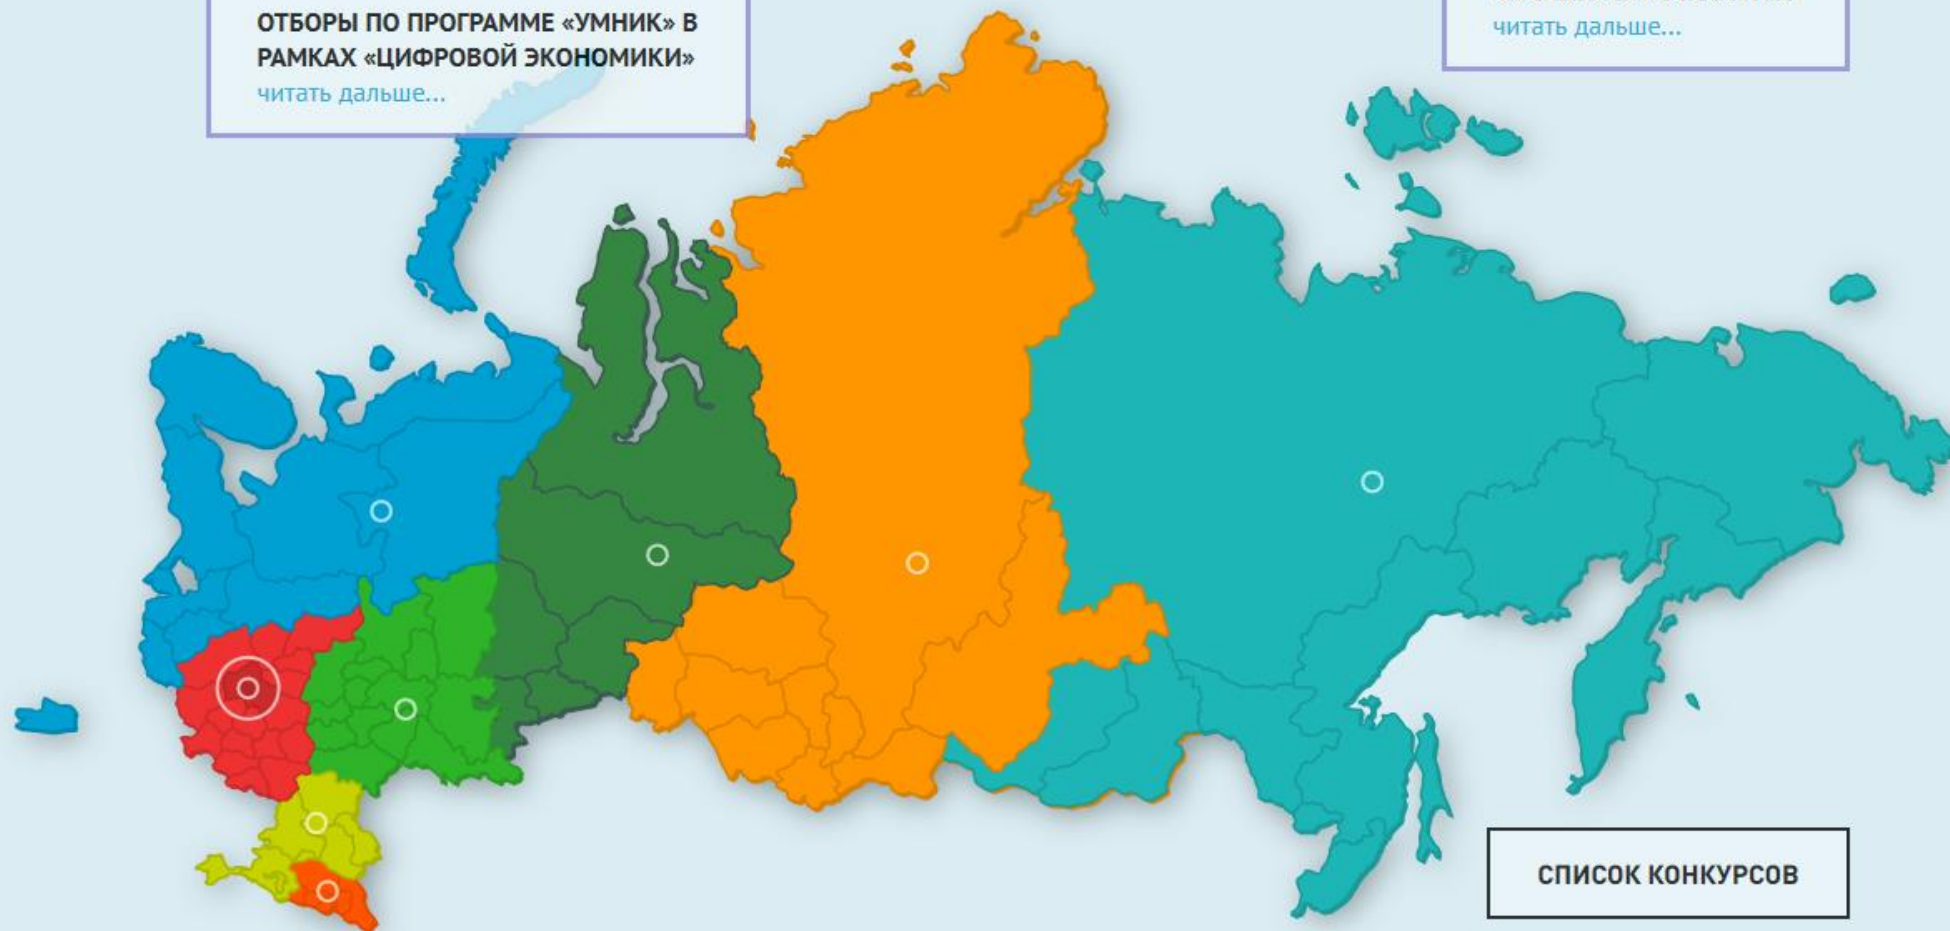 ОТБОРЫ ПО ПРОГРАММЕ «УМНИК» В
РАМКАХ «ЦИФРОВОЙ ЭКОНОМИКИ»
читать дальше...
читать дальше...
СПИСОК КОНКУРСОВ